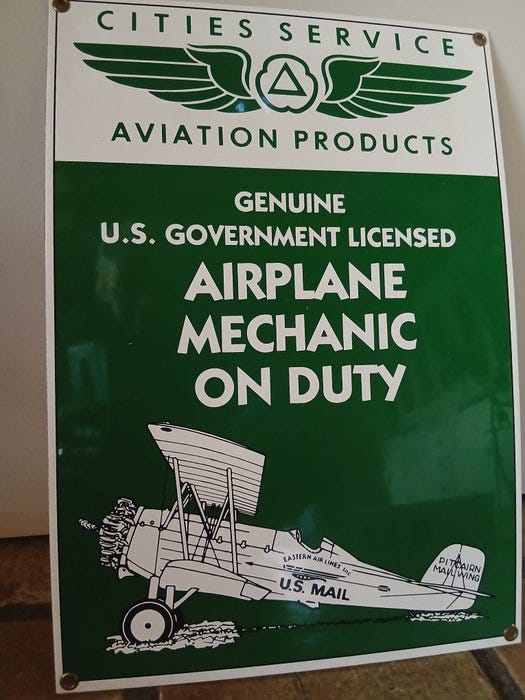 CITIES SERVICE
AVIATION PRODUCTS
GENUINE
U.S. GOVERNMENT LICENSED
AIRPLANE
MECHANIC
ON DUTY
EASTERN AIR LINES, INC.
U.S. MAIL
PITCAIRN
MAILWING